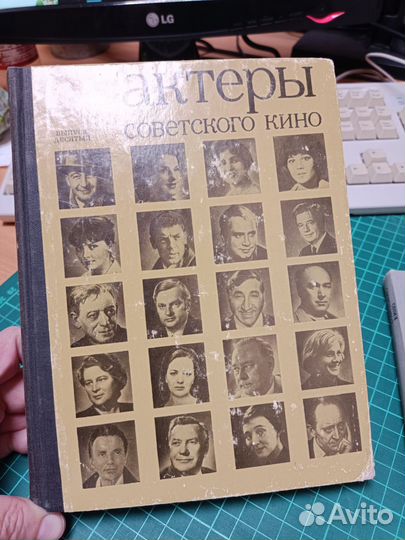 LG
актеры
выпуск
десятый
советского кино
Avito